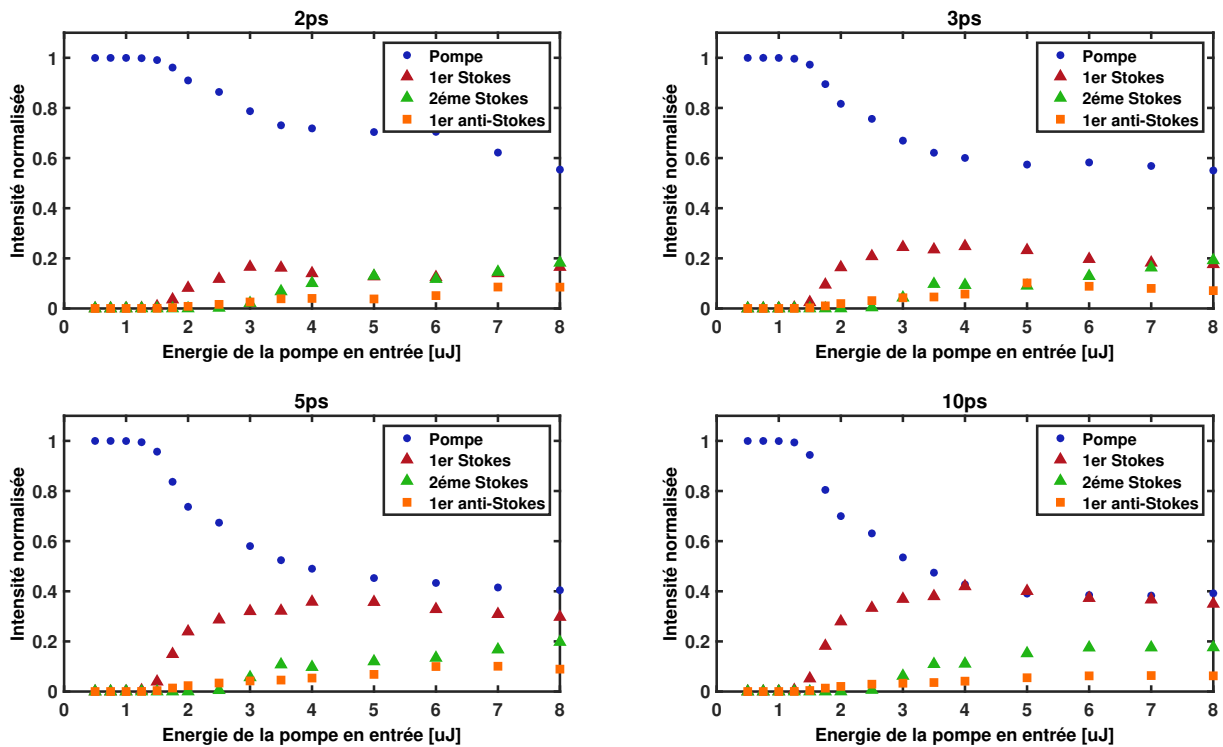 2ps
Intensité normalisée
1
0.8
0.6
0.4
0.2
0
Pompe
1er Stokes
2éme Stokes
1er anti-Stokes
0 1 2 3 4 5 6 7 8
Energie de la pompe en entrée [uJ]
3ps
Intensité normalisée
1
0.8
0.6
0.4
0.2
0
Pompe
1er Stokes
2éme Stokes
1er anti-Stokes
0 1 2 3 4 5 6 7 8
Energie de la pompe en entrée [uJ]
5ps
Intensité normalisée
1
0.8
0.6
0.4
0.2
0
Pompe
1er Stokes
2éme Stokes
1er anti-Stokes
0 1 2 3 4 5 6 7 8
Energie de la pompe en entrée [uJ]
10ps
Intensité normalisée
1
0.8
0.6
0.4
0.2
0
Pompe
1er Stokes
2éme Stokes
1er anti-Stokes
0 1 2 3 4 5 6 7 8
Energie de la pompe en entrée [uJ]